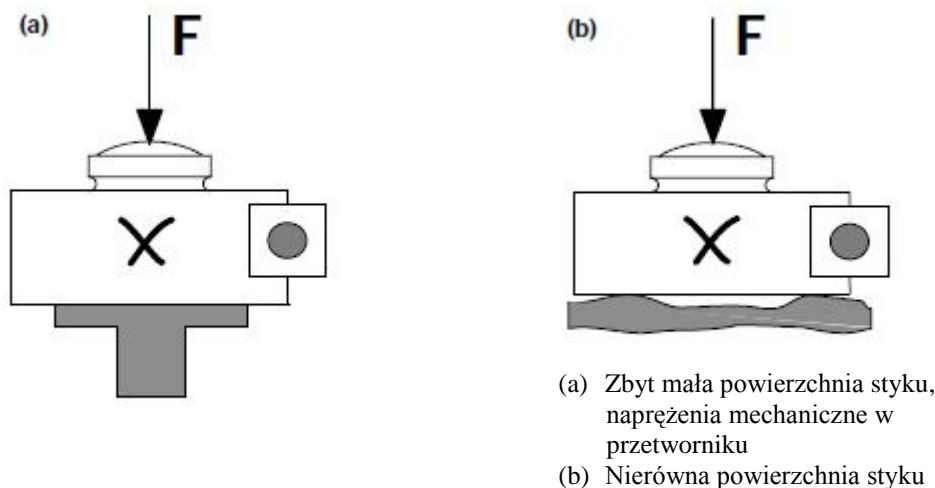 (a)
F
(b)
F
X
X
(a) Zbyt mała powierzchnia styku,
naprężenia mechaniczne w
przetworniku
(b) Nierówna powierzchnia styku